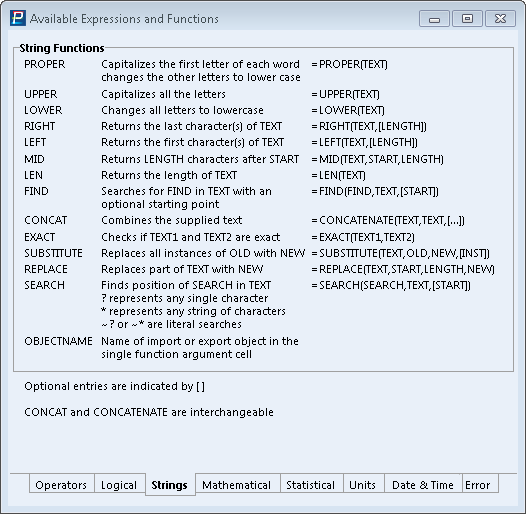 Available Expressions and Functions
String Functions
PROPER Capitalizes the first letter of each word =PROPER(TEXT)
changes the other letters to lower case
UPPER Capitalizes all the letters =UPPER(TEXT)
LOWER Changes all letters to lowercase =LOWER(TEXT)
RIGHT Returns the last character(s) of TEXT =RIGHT(TEXT,[LENGTH])
LEFT Returns the first character(s) of TEXT =LEFT(TEXT,[LENGTH])
MID Returns LENGTH characters after START =MID(TEXT,START,LENGTH)
LEN Returns the length of TEXT =LEN(TEXT)
FIND Searches for FIND in TEXT with an =FIND(FIND,TEXT,[START])
optional starting point
CONCAT Combines the supplied text =CONCATENATE(TEXT,TEXT,[...])
EXACT Checks if TEXT1 and TEXT2 are exact =EXACT(TEXT1,TEXT2)
SUBSTITUTE Replaces all instances of OLD with NEW =SUBSTITUTE(TEXT,OLD,NEW,[INST])
REPLACE Replaces part of TEXT with NEW =REPLACE(TEXT,START,LENGTH,NEW)
SEARCH Finds position of SEARCH in TEXT =SEARCH(SEARCH,TEXT,[START])
? represents any single character
* represents any string of characters
~? or ~* are literal searches
OBJECTNAME Name of import or export object in the
single function argument cell
Optional entries are indicated by [ ]
CONCAT and CONCATENATE are interchangeable
Operators Logical Strings Mathematical Statistical Units Date & Time Error